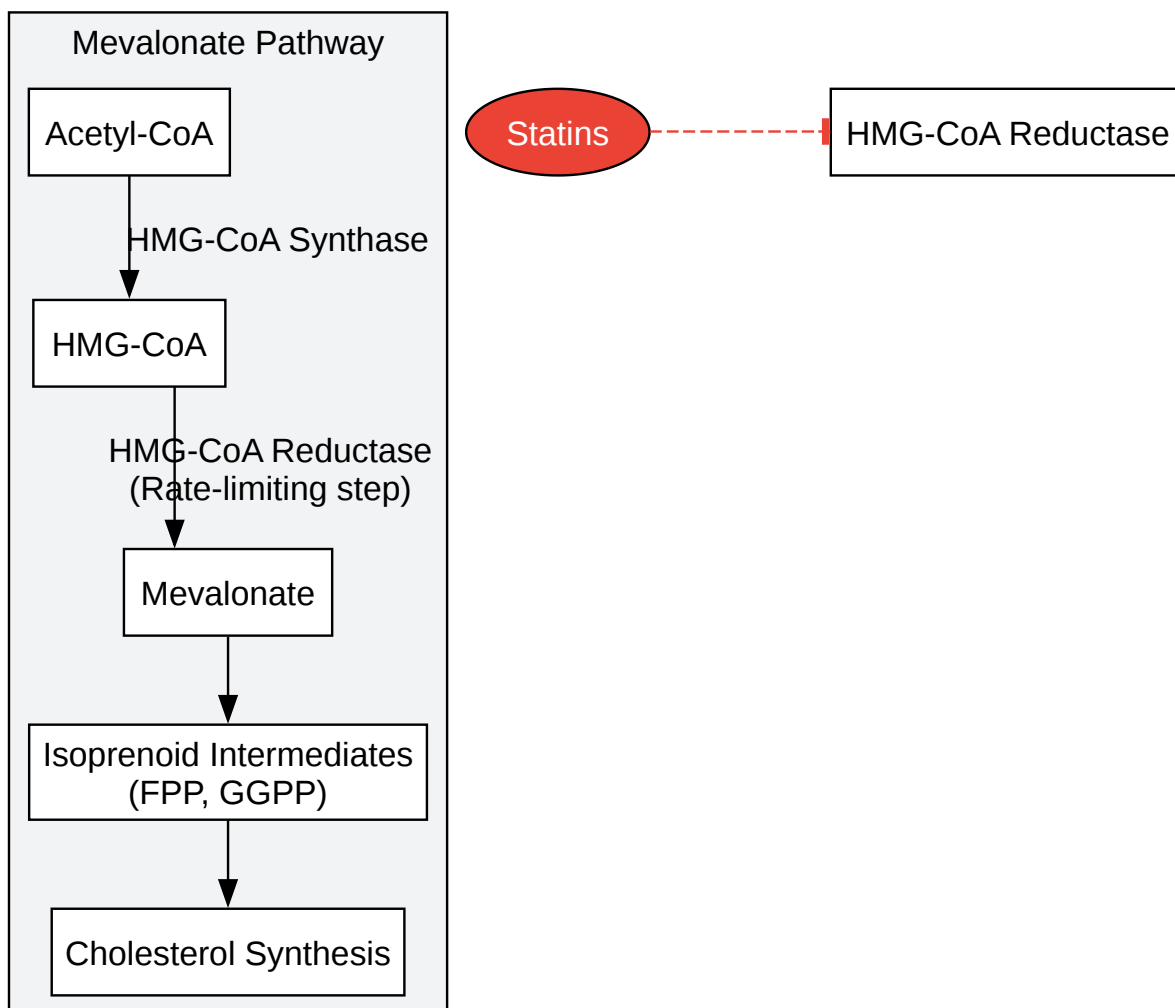 Mevalonate Pathway
Acetyl-CoA
HMG-CoA Synthase
HMG-CoA
HMG-CoA Reductase
(Rate-limiting step)
Mevalonate
Isoprenoid Intermediates
(FPP, GGPP)
Cholesterol Synthesis
Statins
HMG-CoA Reductase